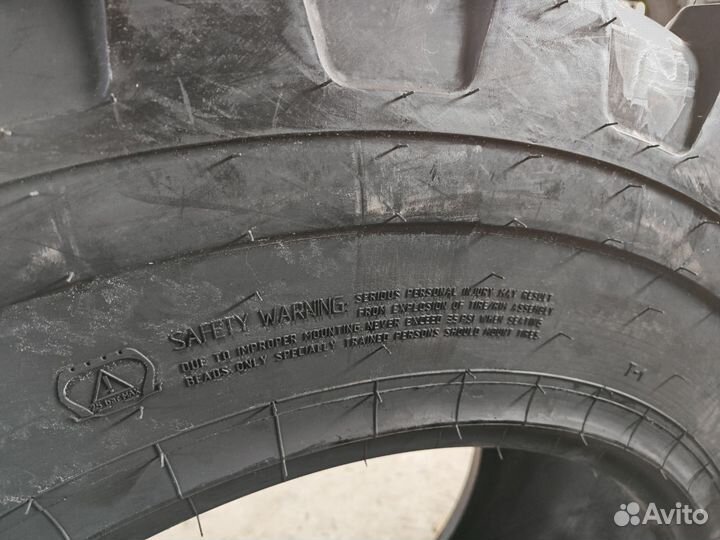 SAFETY WARNING: SERIOUS PERSONAL INJURY MAY RESULT
FROM EXPLOSION OF TIRE/RIM ASSEMBLY
DUE TO IMPROPER MOUNTING NEVER EXCEED 35 PSI WHEN SEATING
BEADS. ONLY SPECIALLY TRAINED PERSONS SHOULD MOUNT TIRES
T-1
Avito